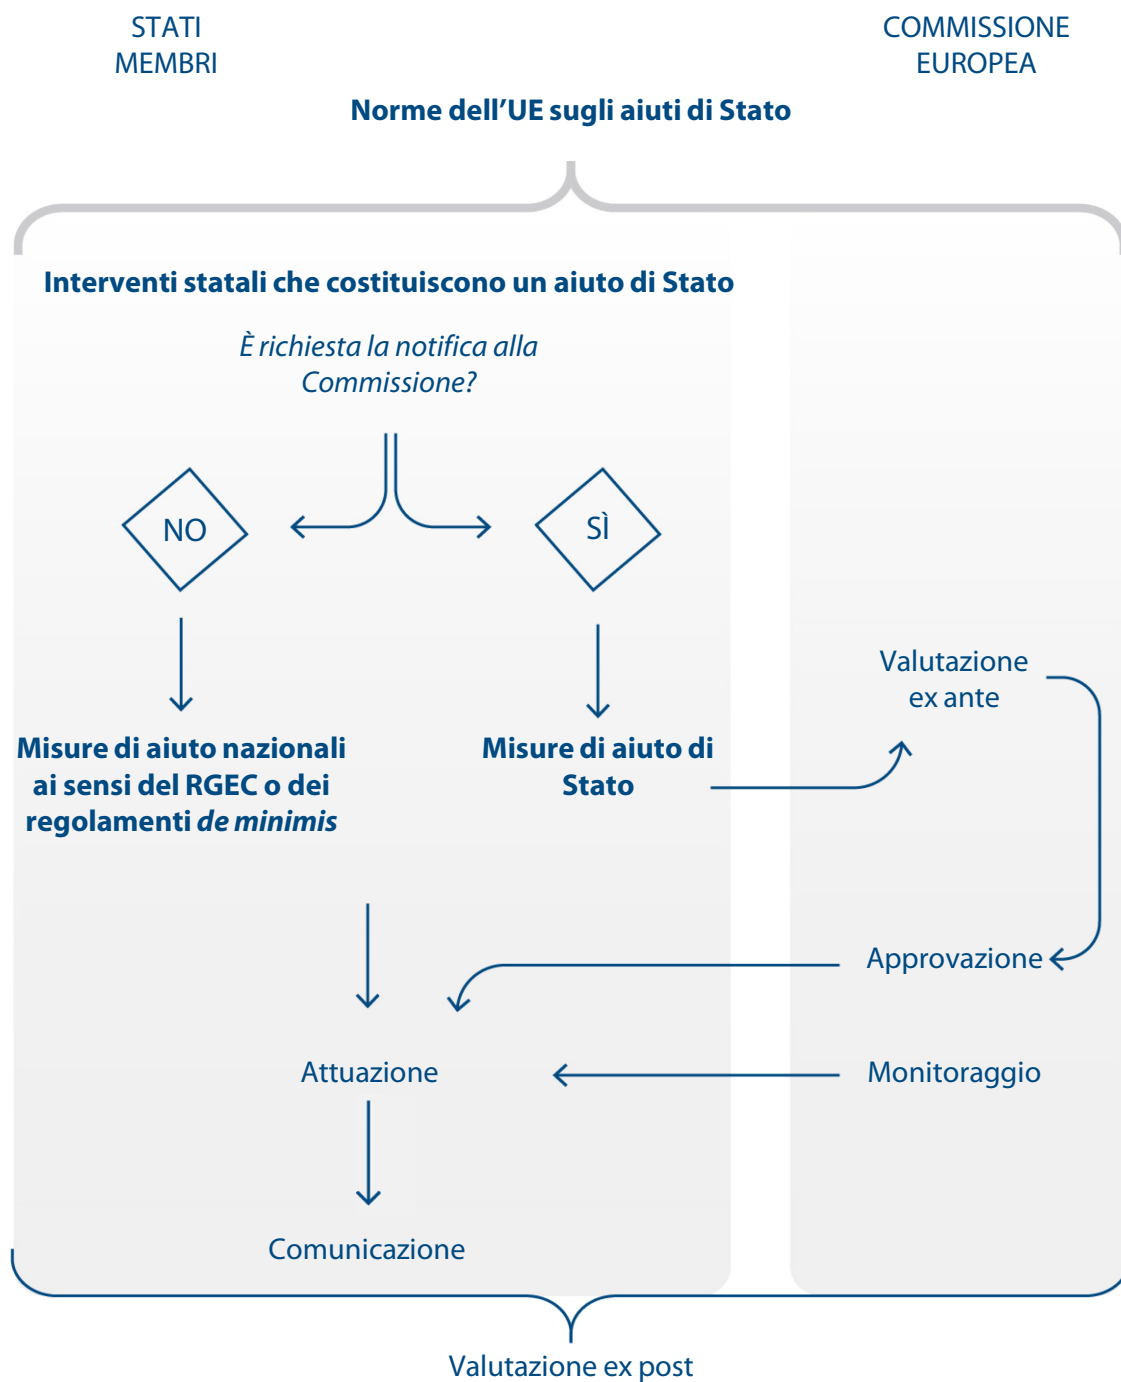 STATI
MEMBRI
COMMISSIONE
EUROPEA
Norme dell’UE sugli aiuti di Stato
Interventi statali che costituiscono un aiuto di Stato
È richiesta la notifica alla
Commissione?
NO
SÌ
Valutazione
ex ante
Misure di aiuto nazionali
ai sensi del RGEC o dei
regolamenti de minimis
Misure di aiuto di
Stato
Approvazione
Attuazione
Monitoraggio
Comunicazione
Valutazione ex post